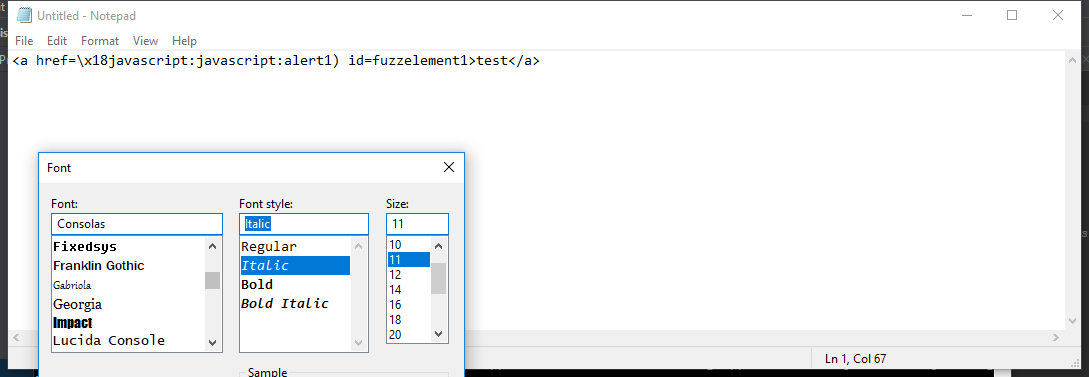 Untitled - Notepad
File Edit Format View Help
<a href=\x18javascript:javascript:alert1) id=fuzzelement1>test</a>
Font
Font: Font style: Size:
Consolas Italic 11
Fixedsys Regular 10
Franklin Gothic Italic 11
Gabriola Bold 12
Georgia Bold Italic 14
Impact 16
Lucida Console 18
20
Sample
Ln 1, Col 67